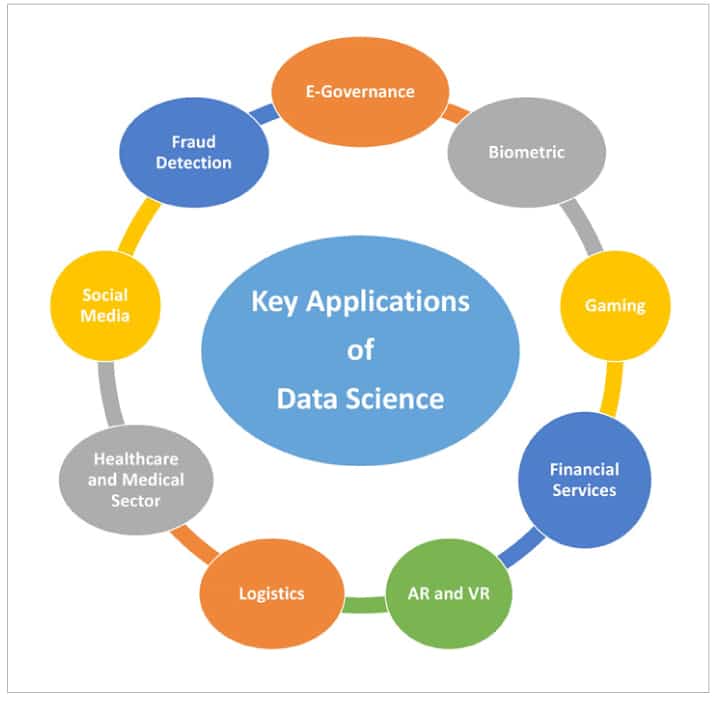 Key Applications
of
Data Science
E-Governance
Biometric
Gaming
Financial
Services
AR and VR
Logistics
Healthcare
and Medical
Sector
Social
Media
Fraud
Detection